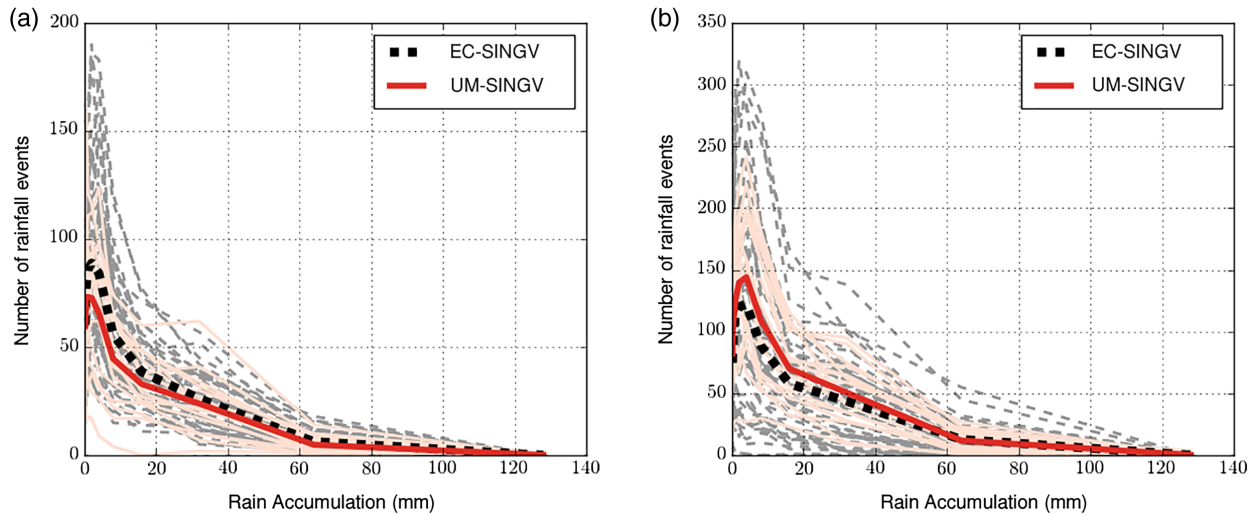 (a)
200
150
100
50
0
Number of rainfall events
EC-SINGV
UM-SINGV
0 20 40 60 80 100 120 140
Rain Accumulation (mm)
(b)
350
300
250
200
150
100
50
0
Number of rainfall events
EC-SINGV
UM-SINGV
0 20 40 60 80 100 120 140
Rain Accumulation (mm)